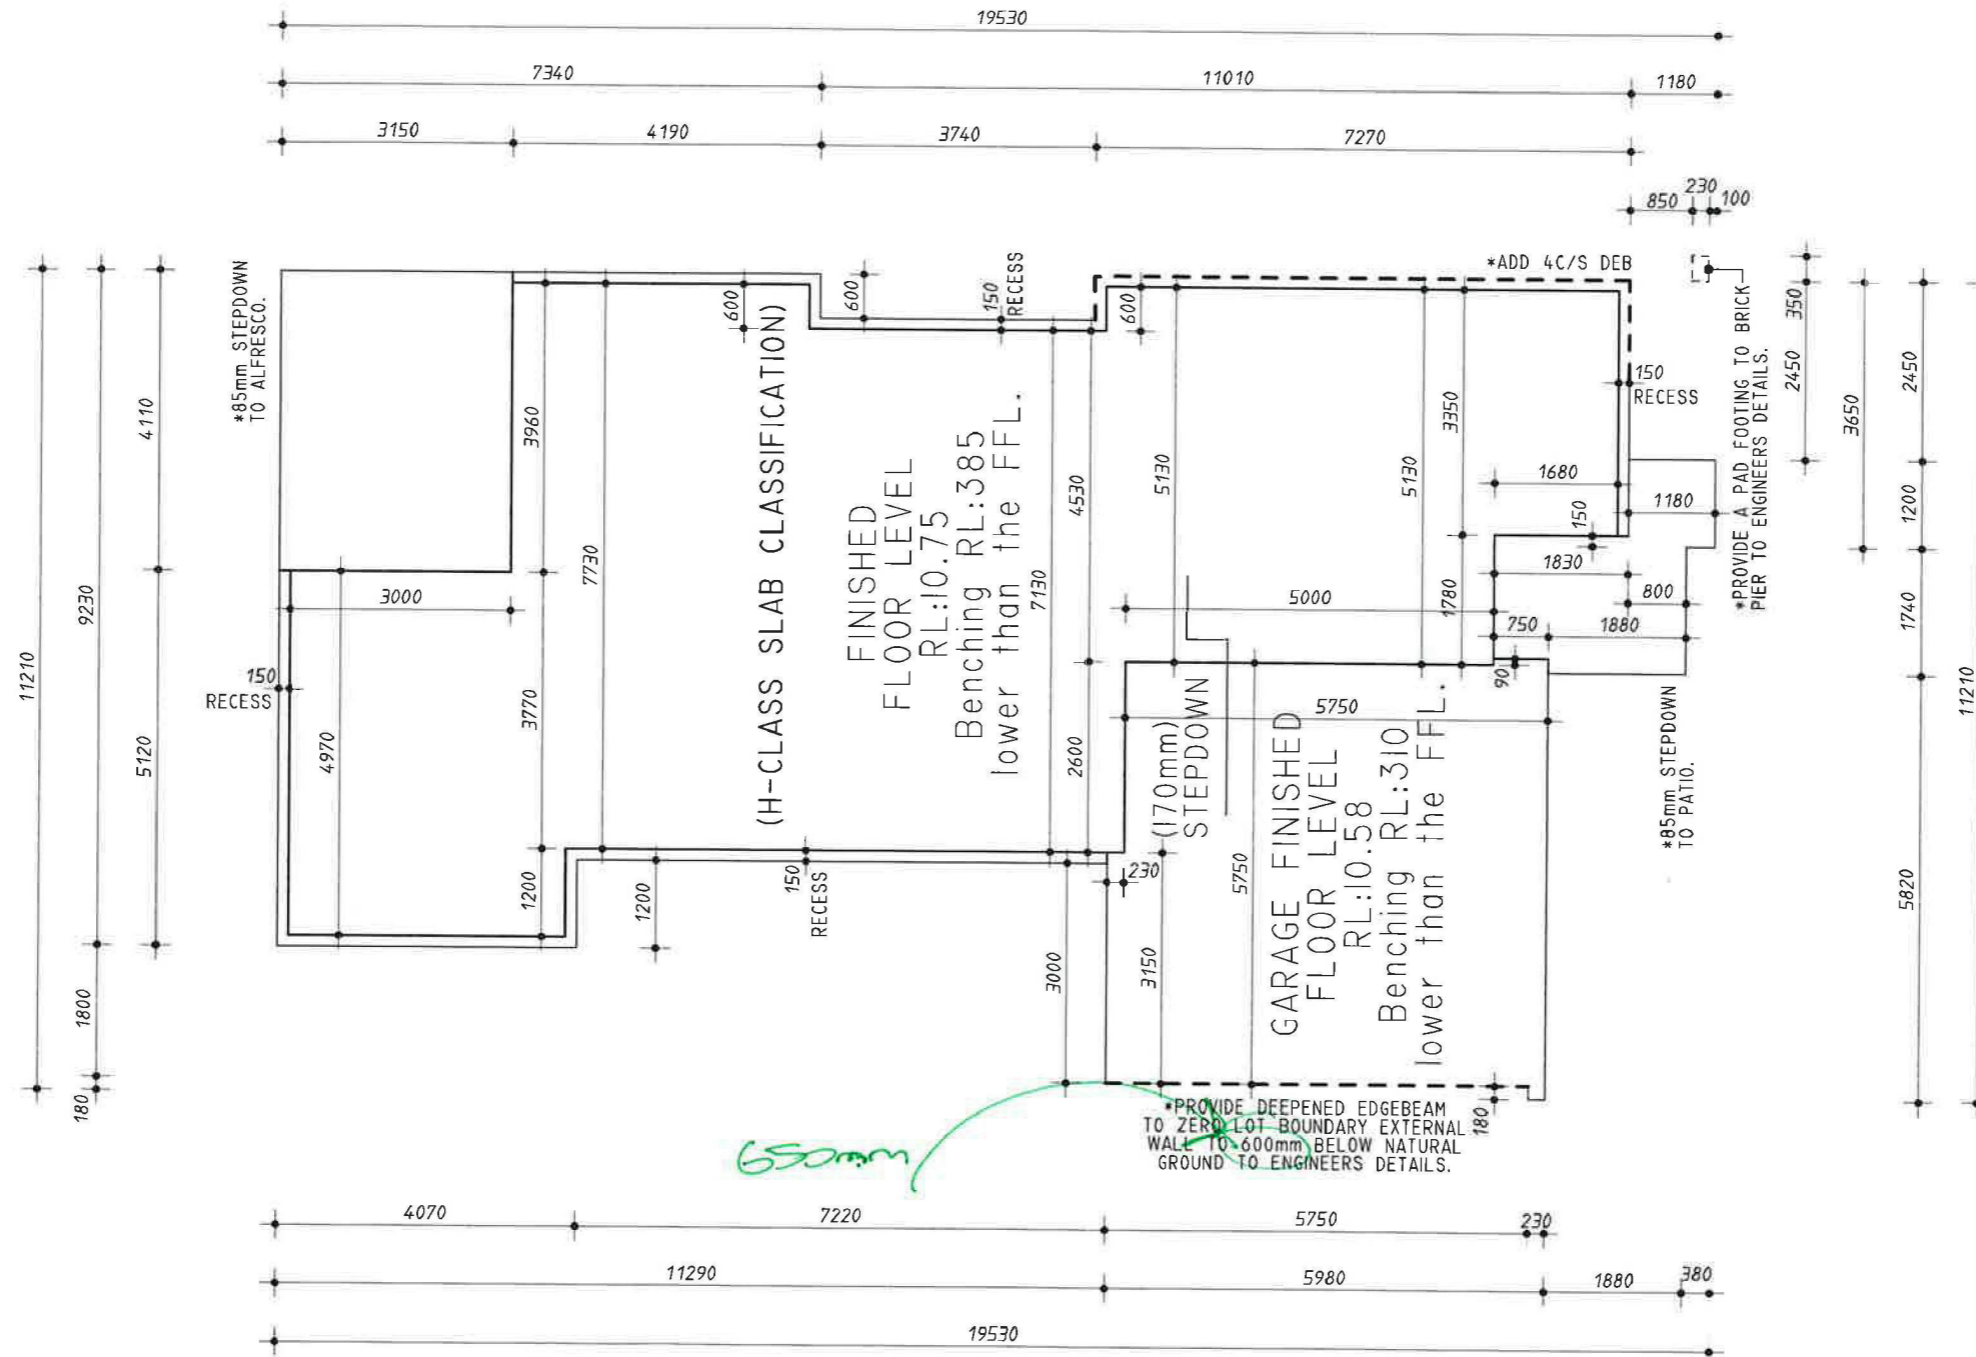 19530
7340 11010 1180
3150 4190 3740 7270
850 230 100
*85mm STEPDOWN
TO ALFRESCO.
*ADD 4C/S DEB
*PROVIDE A PAD FOOTING TO BRICK
PIER TO ENGINEERS DETAILS.
11210
9230
1800
180
4110
5120
150
RECESS
3000
4970
3960
3770
1200
7730
600
600
150
RECESS
(H-CLASS SLAB CLASSIFICATION)
FINISHED
FLOOR LEVEL
RL:10.75
Benching RL:385
lower than the FFL.
7130
4530
2600
600
5130
5130
3350
1780
150
RECESS
1680
1180
150
1830
800
5000
750
1880
90
5750
(170mm)
STEPDOWN
GARAGE FINISHED
FLOOR LEVEL
RL:10.58
Benching RL:310
lower than the FFL.
5750
*85mm STEPDOWN
TO PATIO.
350
2450
3650
2450
1200
1740
5820
11210
1200
150
RECESS
230
3000
3150
180
*PROVIDE DEEPENED EDGEBEAM
TO ZERO LOT BOUNDARY EXTERNAL
WALL TO 600mm BELOW NATURAL
GROUND TO ENGINEERS DETAILS.
650mm
4070 7220 5750 230
11290 5980 1880 380
19530